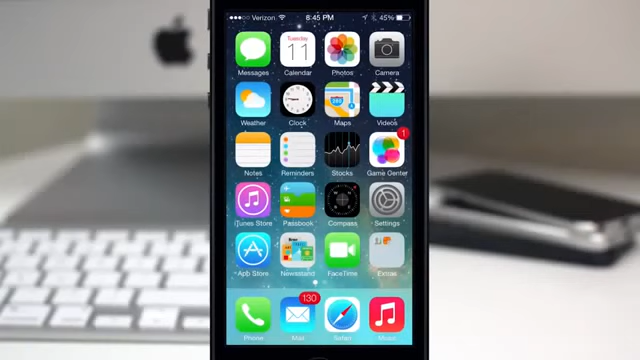 Verizon 8:45 PM 45%
Tuesday
11
Messages Calendar Photos Camera
280
Weather Clock Maps Videos
1
Notes Reminders Stocks Game Center
iTunes Store Passbook Compass Settings
App Store Newsstand FaceTime Extras
130
Phone Mail Safari Music